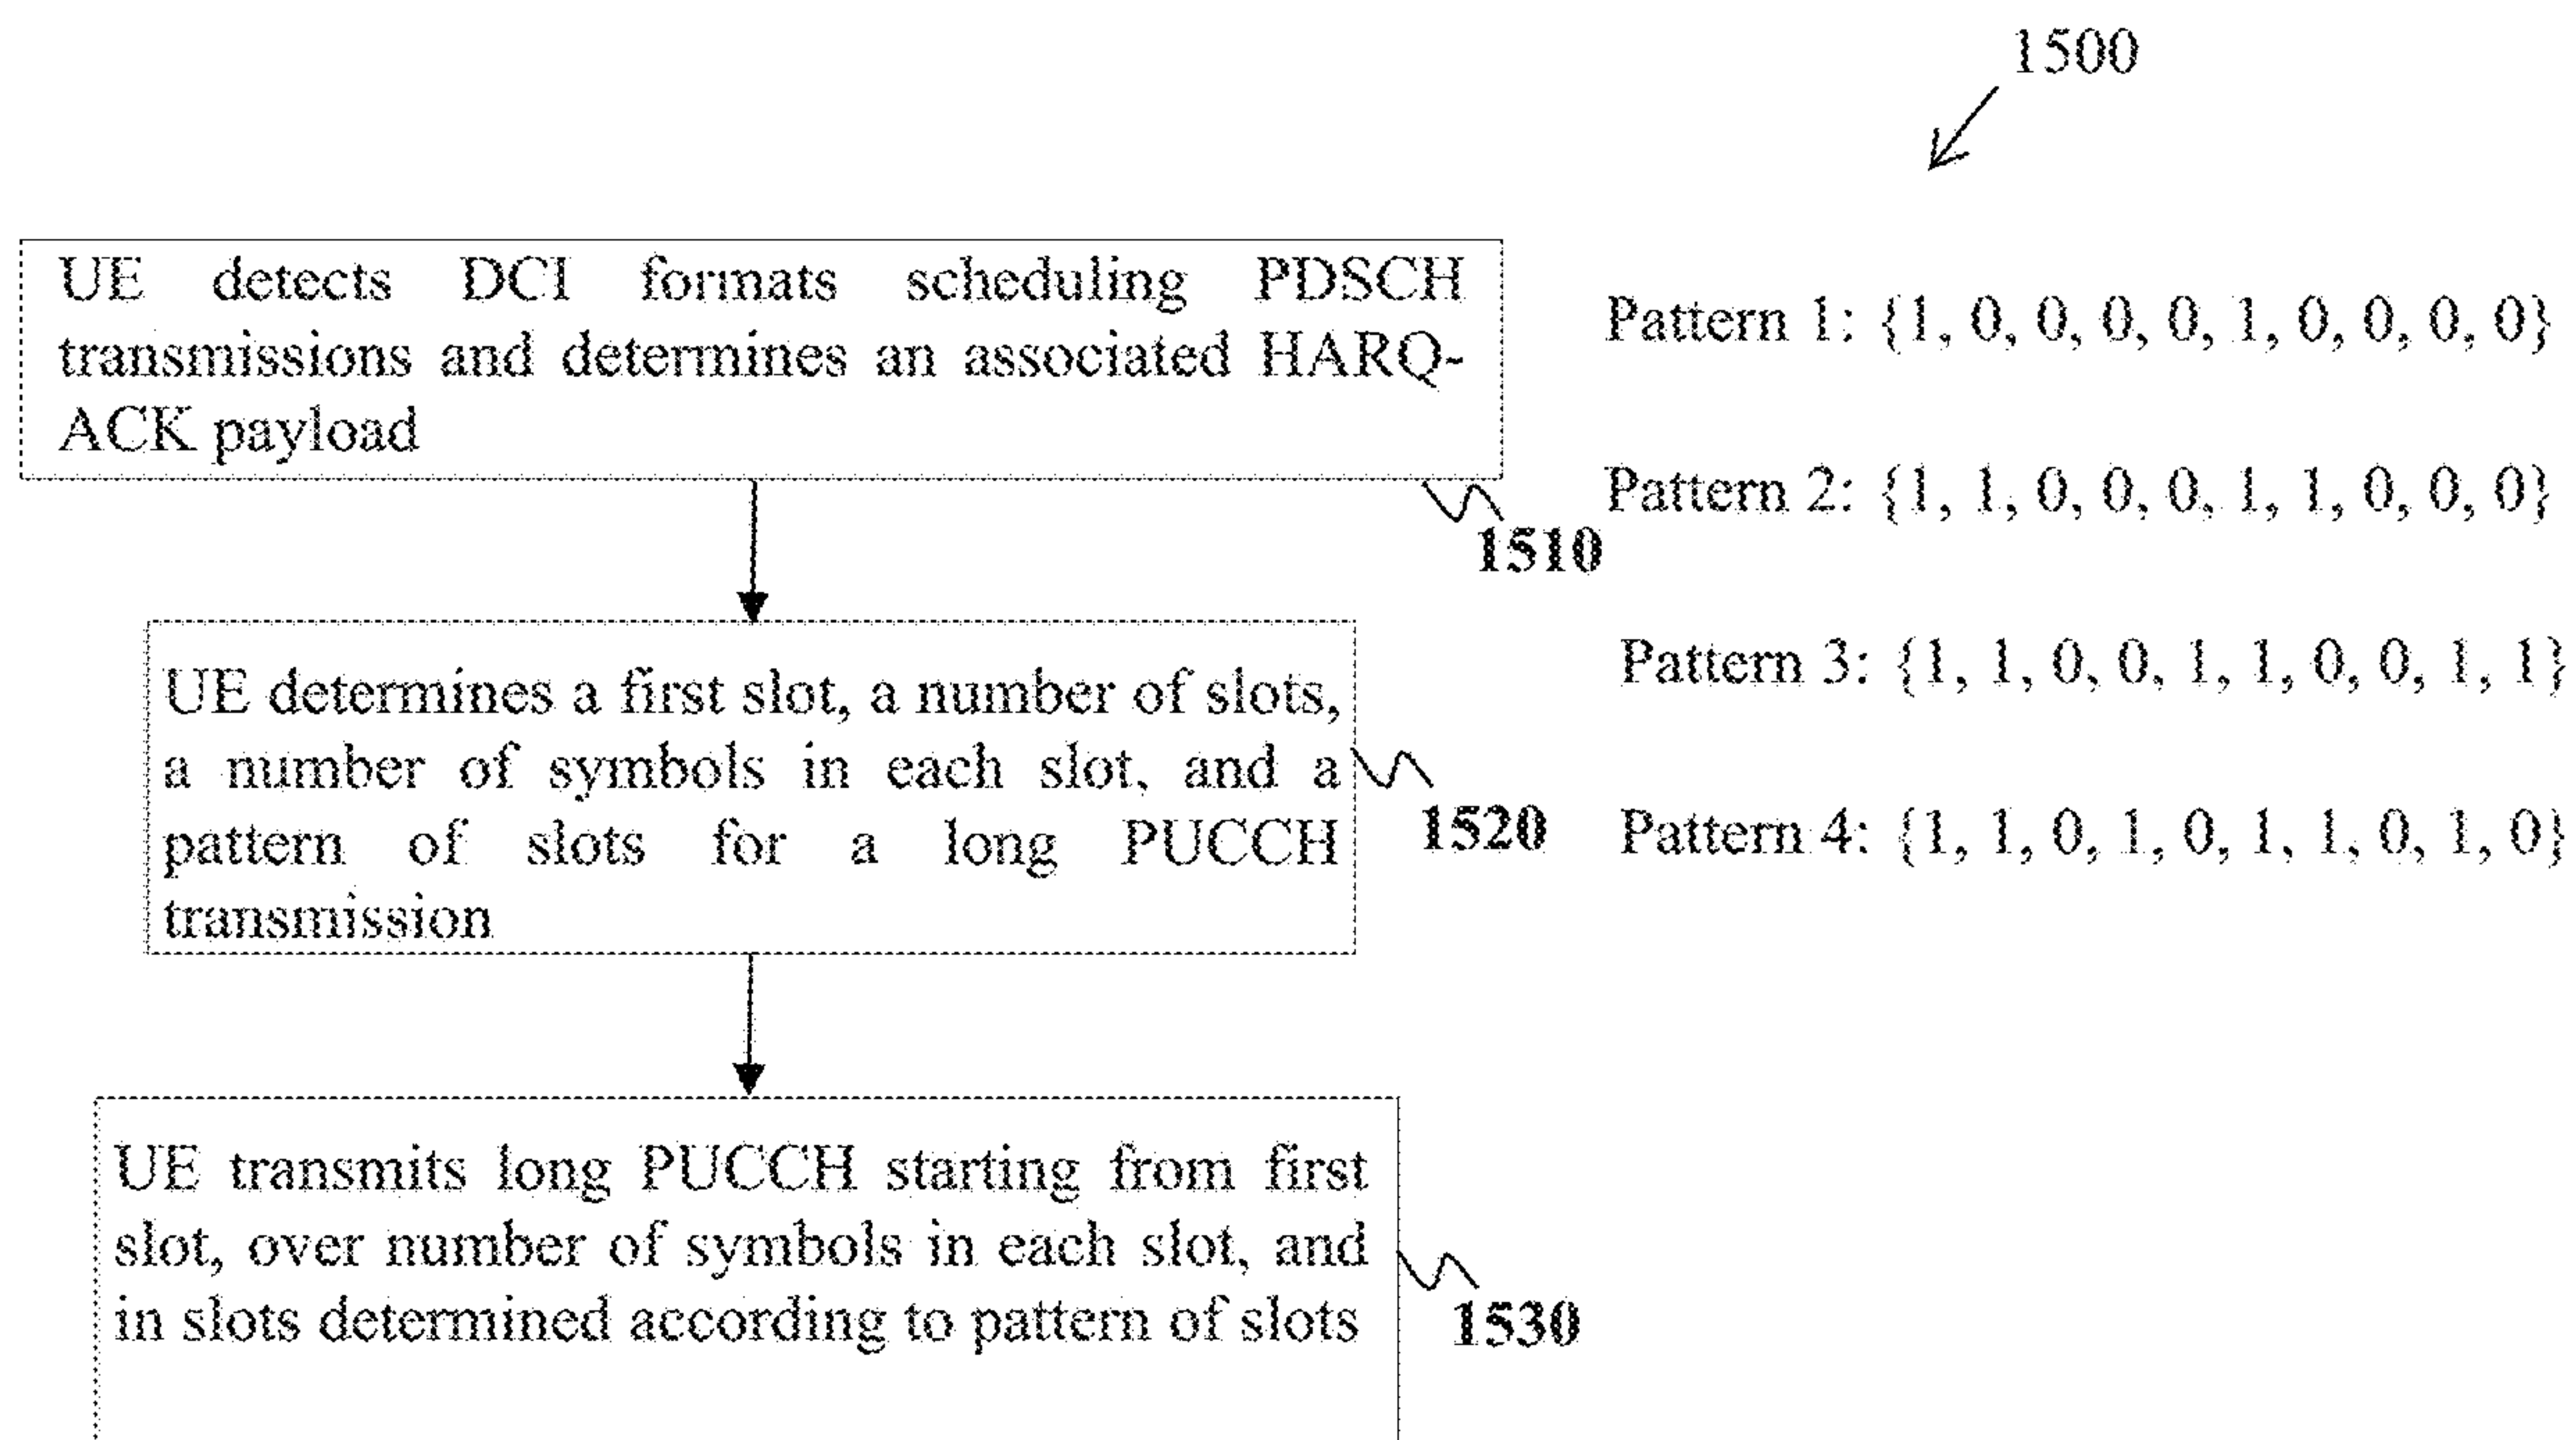 1500
UE detects DCI formats scheduling PDSCH
transmissions and determines an associated HARQ-
ACK payload
1510
Pattern 1: {1, 0, 0, 0, 0, 1, 0, 0, 0, 0}
Pattern 2: {1, 1, 0, 0, 0, 1, 1, 0, 0, 0}
Pattern 3: {1, 1, 0, 0, 1, 1, 0, 0, 1, 1}
Pattern 4: {1, 1, 0, 1, 0, 1, 1, 0, 1, 0}
UE determines a first slot, a number of slots,
a number of symbols in each slot, and a
pattern of slots for a long PUCCH
transmission
1520
UE transmits long PUCCH starting from first
slot, over number of symbols in each slot, and
in slots determined according to pattern of slots
1530